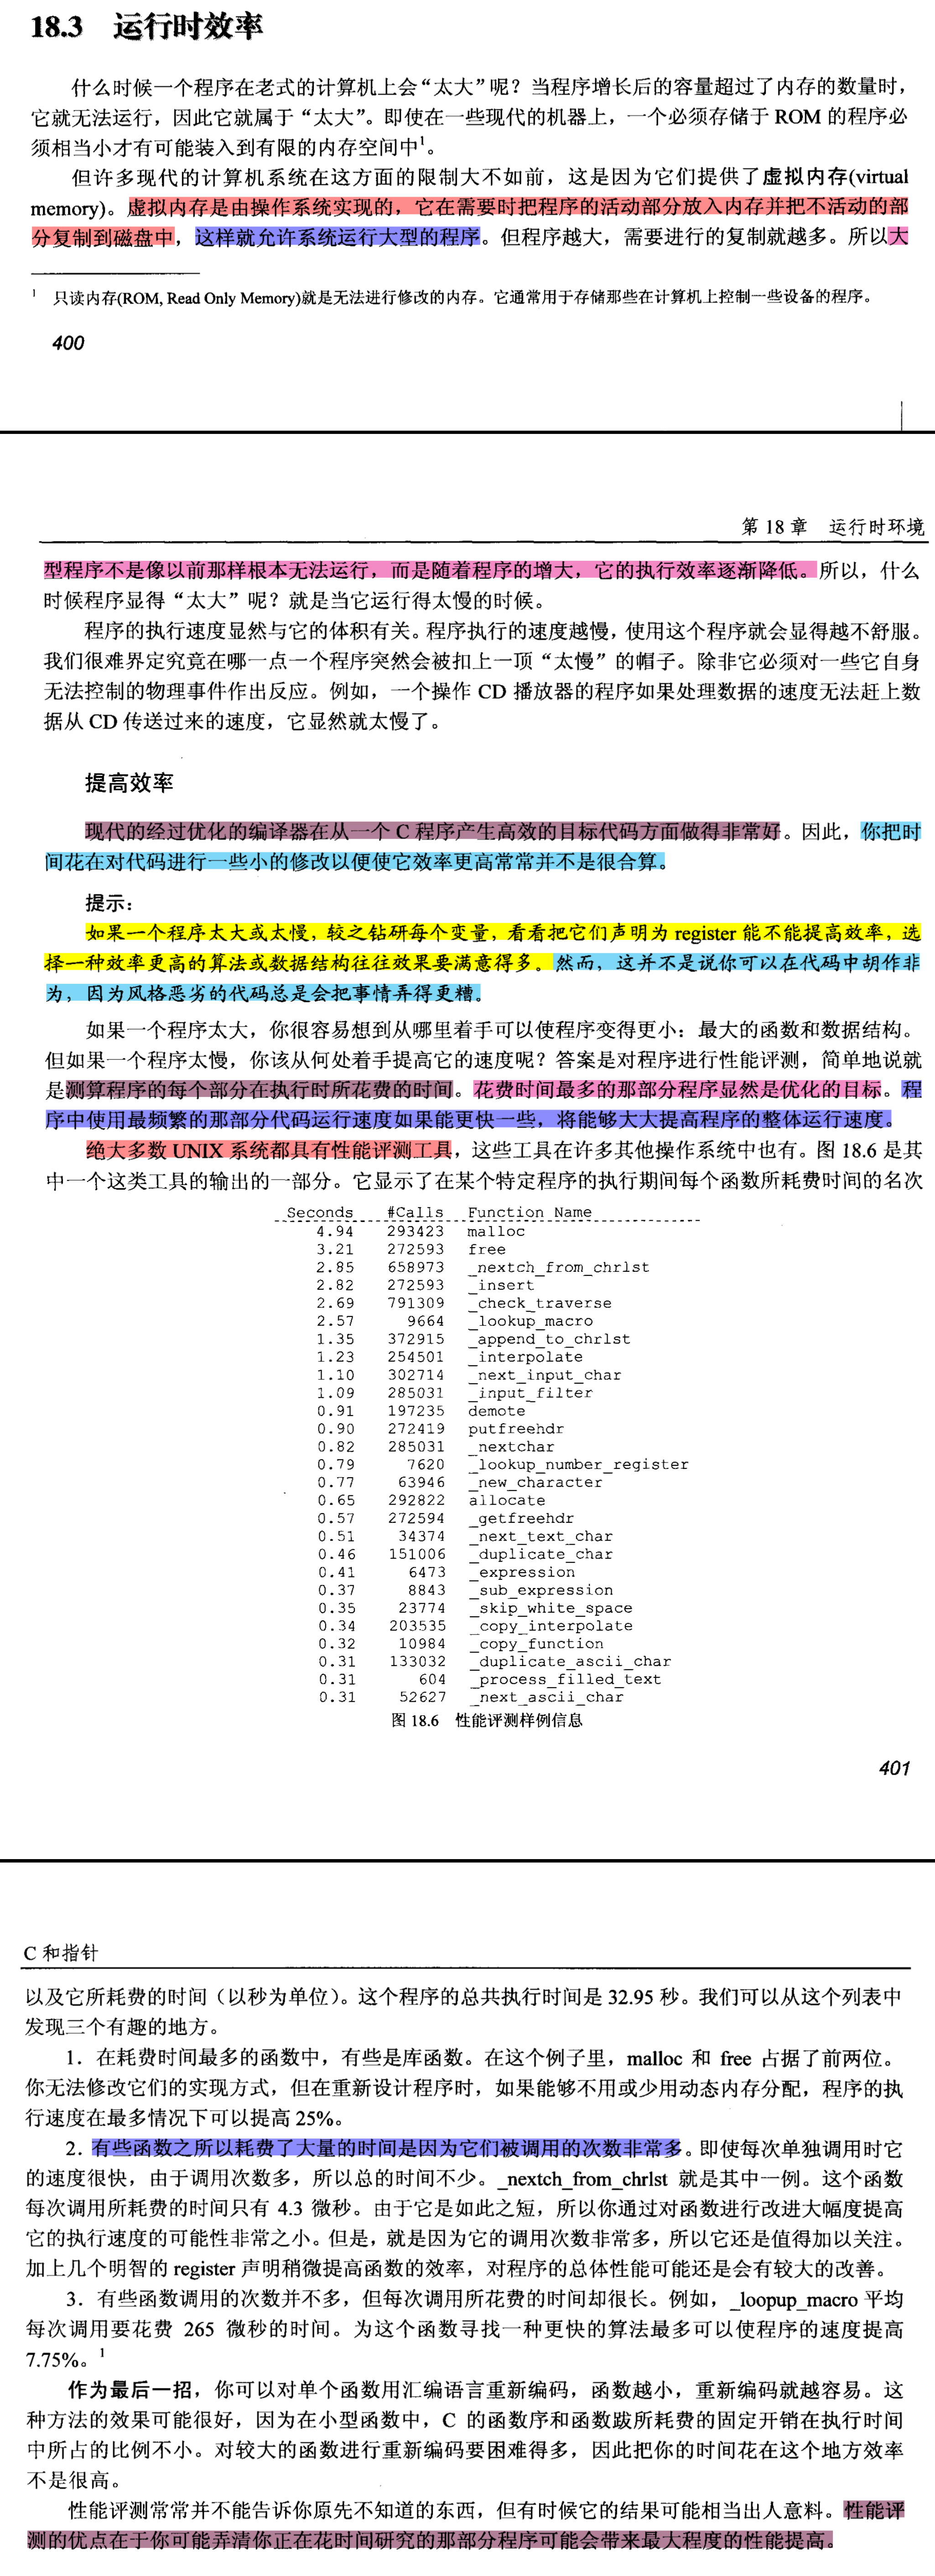 18.3 运行时效率
什么时候一个程序在老式的计算机上会“太大”呢？当程序增长后的容量超过了内存的数量时，
它就无法运行，因此它就属于“太大”。即使在一些现代的机器上，一个必须存储于 ROM 的程序必
须相当小才有可能装入到有限的内存空间中¹。
但许多现代的计算机系统在这方面的限制大不如前，这是因为它们提供了虚拟内存(virtual
memory)。虚拟内存是由操作系统实现的，它在需要时把程序的活动部分放入内存并把不活动的部
分复制到磁盘中，这样就允许系统运行大型的程序。但程序越大，需要进行的复制就越多。所以大
¹ 只读内存(ROM, Read Only Memory)就是无法进行修改的内存。它通常用于存储那些在计算机上控制一些设备的程序。
400
第 18 章 运行时环境
型程序不是像以前那样根本无法运行，而是随着程序的增大，它的执行效率逐渐降低。所以，什么
时候程序显得“太大”呢？就是当它运行得太慢的时候。
程序的执行速度显然与它的体积有关。程序执行的速度越慢，使用这个程序就会显得越不舒服。
我们很难界定究竟在哪一点一个程序突然会被扣上一顶“太慢”的帽子。除非它必须对一些它自身
无法控制的物理事件作出反应。例如，一个操作 CD 播放器的程序如果处理数据的速度无法赶上数
据从 CD 传送过来的速度，它显然就太慢了。
提高效率
现代的经过优化的编译器在从一个 C 程序产生高效的目标代码方面做得非常好。因此，你把时
间花在对代码进行一些小的修改以便使它效率更高常常并不是很合算。
提示：
如果一个程序太大或太慢，较之钻研每个变量，看看把它们声明为 register 能不能提高效率，选
择一种效率更高的算法或数据结构往往效果要满意得多。然而，这并不是说你可以在代码中胡作非
为，因为风格恶劣的代码总是会把事情弄得更糟。
如果一个程序太大，你很容易想到从哪里着手可以使程序变得更小：最大的函数和数据结构。
但如果一个程序太慢，你该从何处着手提高它的速度呢？答案是对程序进行性能评测，简单地说就
是测算程序的每个部分在执行时所花费的时间。花费时间最多的那部分程序显然是优化的目标。程
序中使用最频繁的那部分代码运行速度如果能更快一些，将能够大大提高程序的整体运行速度。
绝大多数 UNIX 系统都具有性能评测工具，这些工具在许多其他操作系统中也有。图 18.6 是其
中一个这类工具的输出的一部分。它显示了在某个特定程序的执行期间每个函数所耗费时间的名次
Seconds #Calls Function Name
4.94 293423 malloc
3.21 272593 free
2.85 658973 _nextch_from_chrlst
2.82 272593 _insert
2.69 791309 _check_traverse
2.57 9664 _lookup_macro
1.35 372915 _append_to_chrlst
1.23 254501 _interpolate
1.10 302714 _next_input_char
1.09 285031 _input_filter
0.91 197235 demote
0.90 272419 putfreehdr
0.82 285031 _nextchar
0.79 7620 _lookup_number_register
0.77 63946 _new_character
0.65 292822 allocate
0.57 272594 _getfreehdr
0.51 34374 _next_text_char
0.46 151006 _duplicate_char
0.41 6473 _expression
0.37 8843 _sub_expression
0.35 23774 _skip_white_space
0.34 203535 _copy_interpolate
0.32 10984 _copy_function
0.31 133032 _duplicate_ascii_char
0.31 604 _process_filled_text
0.31 52627 _next_ascii_char
图 18.6 性能评测样例信息
401
C 和指针
以及它所耗费的时间（以秒为单位）。这个程序的总共执行时间是 32.95 秒。我们可以从这个列表中
发现三个有趣的地方。
1．在耗费时间最多的函数中，有些是库函数。在这个例子里，malloc 和 free 占据了前两位。
你无法修改它们的实现方式，但在重新设计程序时，如果能够不用或少用动态内存分配，程序的执
行速度在最多情况下可以提高 25%。
2．有些函数之所以耗费了大量的时间是因为它们被调用的次数非常多。即使每次单独调用时它
的速度很快，由于调用次数多，所以总的时间不少。_nextch_from_chrlst 就是其中一例。这个函数
每次调用所耗费的时间只有 4.3 微秒。由于它是如此之短，所以你通过对函数进行改进大幅度提高
它的执行速度的可能性非常之小。但是，就是因为它的调用次数非常多，所以它还是值得加以关注。
加上几个明智的 register 声明稍微提高函数的效率，对程序的总体性能可能还是会有较大的改善。
3．有些函数调用的次数并不多，但每次调用所花费的时间却很长。例如，_loopup_macro 平均
每次调用要花费 265 微秒的时间。为这个函数寻找一种更快的算法最多可以使程序的速度提高
7.75%。¹
作为最后一招，你可以对单个函数用汇编语言重新编码，函数越小，重新编码就越容易。这
种方法的效果可能很好，因为在小型函数中，C 的函数序和函数跋所耗费的固定开销在执行时间
中所占的比例不小。对较大的函数进行重新编码要困难得多，因此把你的时间花在这个地方效率
不是很高。
性能评测常常并不能告诉你原先不知道的东西，但有时候它的结果可能相当出人意料。性能评
测的优点在于你可能弄清你正在花时间研究的那部分程序可能会带来最大程度的性能提高。